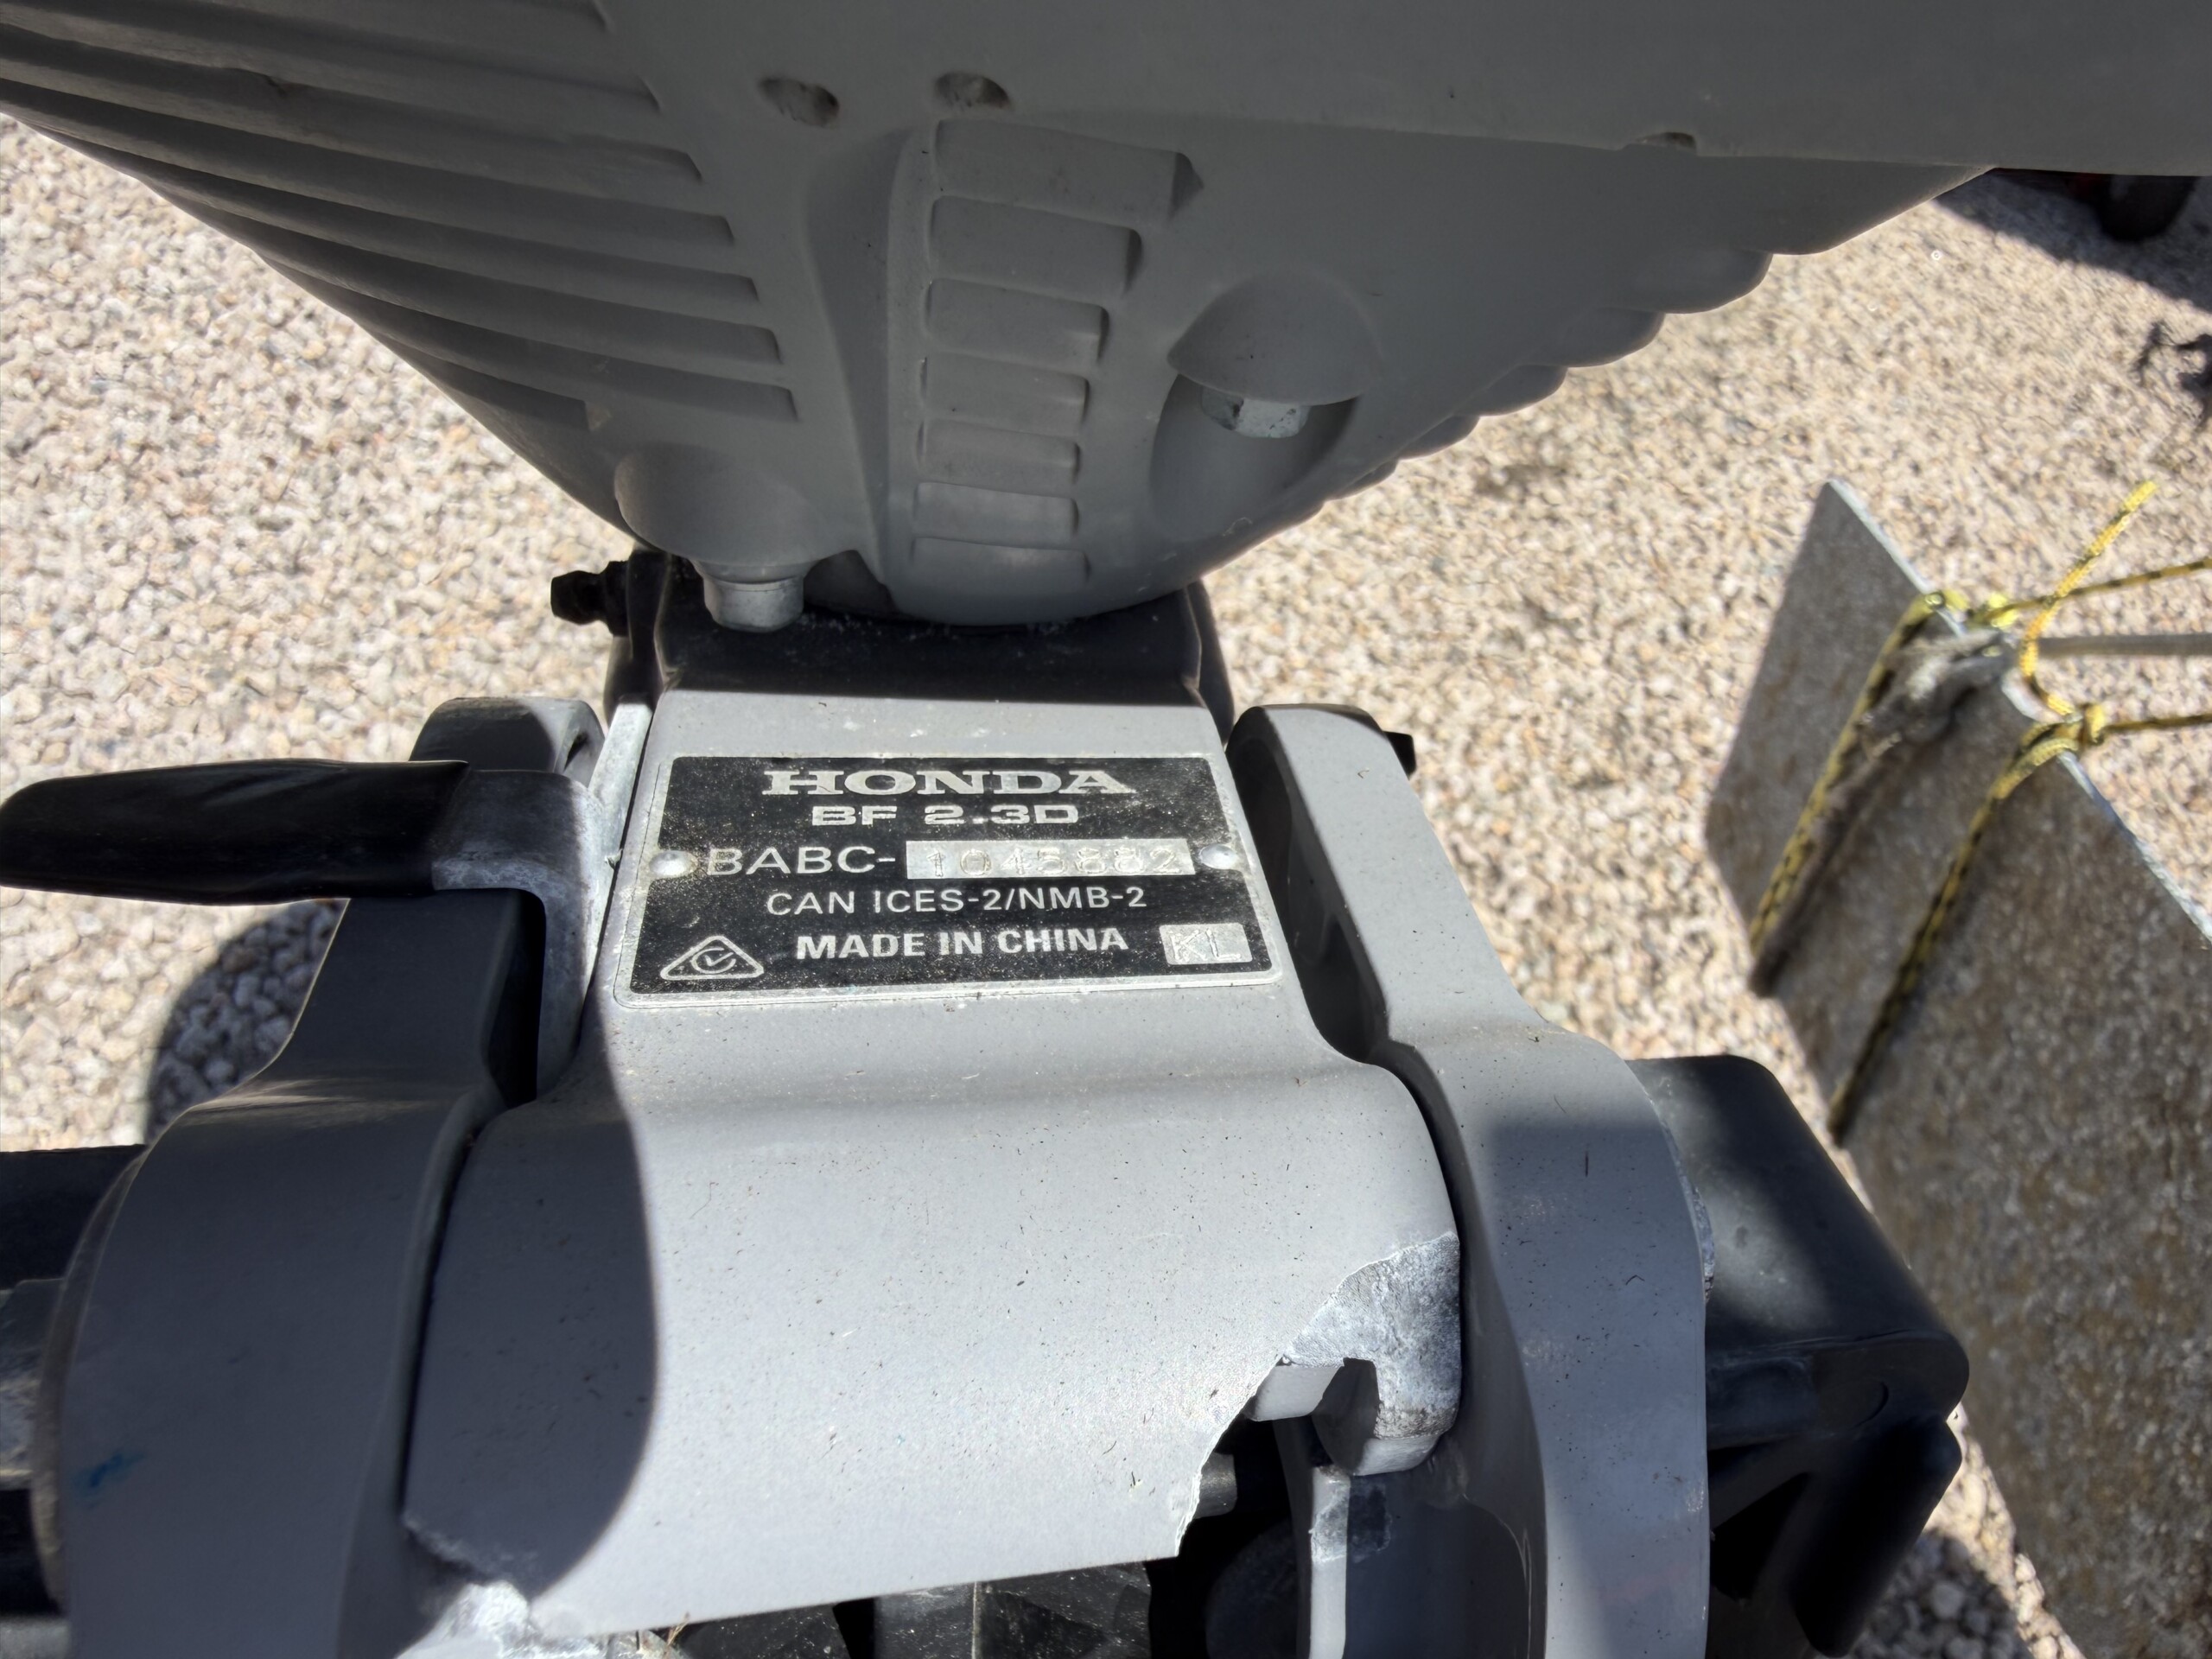 HONDA
BF 2.3D
BABC-1045882
CAN ICES-2/NMB-2
MADE IN CHINA KL